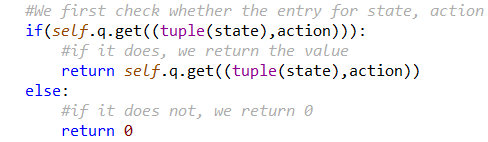 #We first check whether the entry for state, action
if(self.q.get((tuple(state),action))):
#if it does, we return the value
return self.q.get((tuple(state),action))
else:
#if it does not, we return 0
return 0